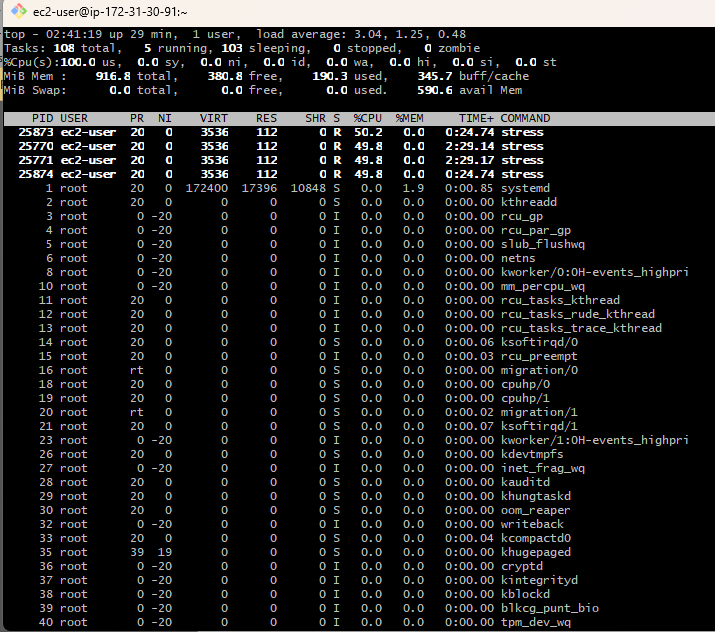 ec2-user@ip-172-31-30-91:~
top - 02:41:19 up 29 min,  1 user,  load average: 3.04, 1.25, 0.48
Tasks: 108 total,   5 running, 103 sleeping,   0 stopped,   0 zombie
%Cpu(s):100.0 us,  0.0 sy,  0.0 ni,  0.0 id,  0.0 wa,  0.0 hi,  0.0 si,  0.0 st
MiB Mem :    916.8 total,    380.8 free,    190.3 used,    345.7 buff/cache
MiB Swap:      0.0 total,      0.0 free,      0.0 used.    590.6 avail Mem
PID USER      PR  NI    VIRT    RES    SHR S  %CPU  %MEM     TIME+ COMMAND
25873 ec2-user  20   0    3536    112      0 R  50.2   0.0   0:24.74 stress
25770 ec2-user  20   0    3536    112      0 R  49.8   0.0   2:29.14 stress
25771 ec2-user  20   0    3536    112      0 R  49.8   0.0   2:29.17 stress
25874 ec2-user  20   0    3536    112      0 R  49.8   0.0   0:24.74 stress
1 root      20   0  172400  17396  10848 S   0.0   1.9   0:00.85 systemd
2 root      20   0       0      0      0 S   0.0   0.0   0:00.00 kthreadd
3 root       0 -20       0      0      0 I   0.0   0.0   0:00.00 rcu_gp
4 root       0 -20       0      0      0 I   0.0   0.0   0:00.00 rcu_par_gp
5 root       0 -20       0      0      0 I   0.0   0.0   0:00.00 slub_flushwq
6 root       0 -20       0      0      0 I   0.0   0.0   0:00.00 netns
8 root       0 -20       0      0      0 I   0.0   0.0   0:00.00 kworker/0:0H-events_highpri
10 root       0 -20       0      0      0 I   0.0   0.0   0:00.00 mm_percpu_wq
11 root      20   0       0      0      0 I   0.0   0.0   0:00.00 rcu_tasks_kthread
12 root      20   0       0      0      0 I   0.0   0.0   0:00.00 rcu_tasks_rude_kthread
13 root      20   0       0      0      0 I   0.0   0.0   0:00.00 rcu_tasks_trace_kthread
14 root      20   0       0      0      0 S   0.0   0.0   0:00.06 ksoftirqd/0
15 root      20   0       0      0      0 I   0.0   0.0   0:00.03 rcu_preempt
16 root      rt   0       0      0      0 S   0.0   0.0   0:00.00 migration/0
18 root      20   0       0      0      0 S   0.0   0.0   0:00.00 cpuhp/0
19 root      20   0       0      0      0 S   0.0   0.0   0:00.00 cpuhp/1
20 root      rt   0       0      0      0 S   0.0   0.0   0:00.02 migration/1
21 root      20   0       0      0      0 S   0.0   0.0   0:00.07 ksoftirqd/1
23 root       0 -20       0      0      0 I   0.0   0.0   0:00.00 kworker/1:0H-events_highpri
26 root      20   0       0      0      0 S   0.0   0.0   0:00.00 kdevtmpfs
27 root       0 -20       0      0      0 I   0.0   0.0   0:00.00 inet_frag_wq
28 root      20   0       0      0      0 S   0.0   0.0   0:00.00 kauditd
29 root      20   0       0      0      0 S   0.0   0.0   0:00.00 khungtaskd
30 root      20   0       0      0      0 S   0.0   0.0   0:00.00 oom_reaper
32 root       0 -20       0      0      0 I   0.0   0.0   0:00.00 writeback
33 root      20   0       0      0      0 S   0.0   0.0   0:00.04 kcompactd0
35 root      39  19       0      0      0 S   0.0   0.0   0:00.00 khugepaged
36 root       0 -20       0      0      0 I   0.0   0.0   0:00.00 cryptd
37 root       0 -20       0      0      0 I   0.0   0.0   0:00.00 kintegrityd
38 root       0 -20       0      0      0 I   0.0   0.0   0:00.00 kblockd
39 root       0 -20       0      0      0 I   0.0   0.0   0:00.00 blkcg_punt_bio
40 root       0 -20       0      0      0 I   0.0   0.0   0:00.00 tpm_dev_wq